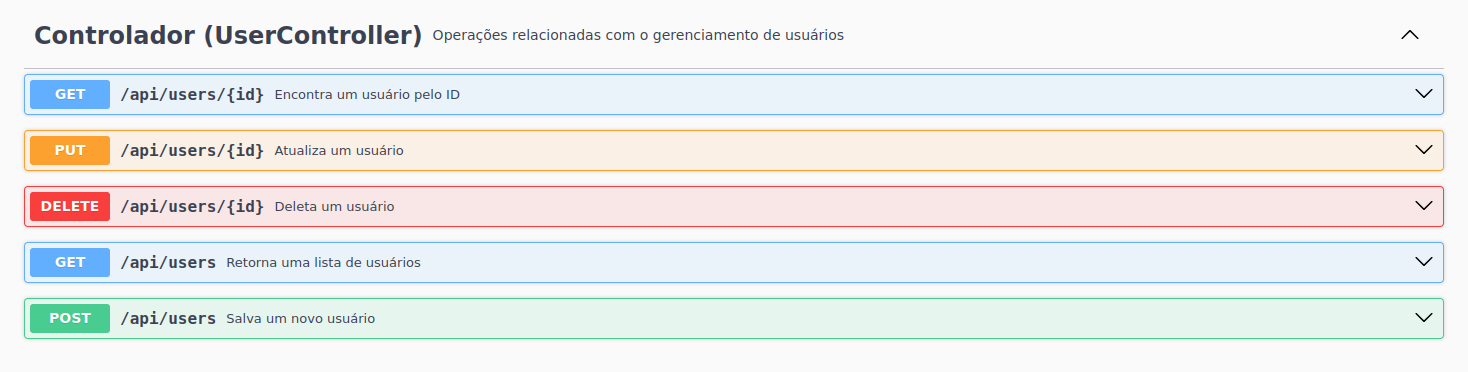 Controlador (UserController) Operações relacionadas com o gerenciamento de usuários
GET /api/users/{id} Encontra um usuário pelo ID
PUT /api/users/{id} Atualiza um usuário
DELETE /api/users/{id} Deleta um usuário
GET /api/users Retorna uma lista de usuários
POST /api/users Salva um novo usuário